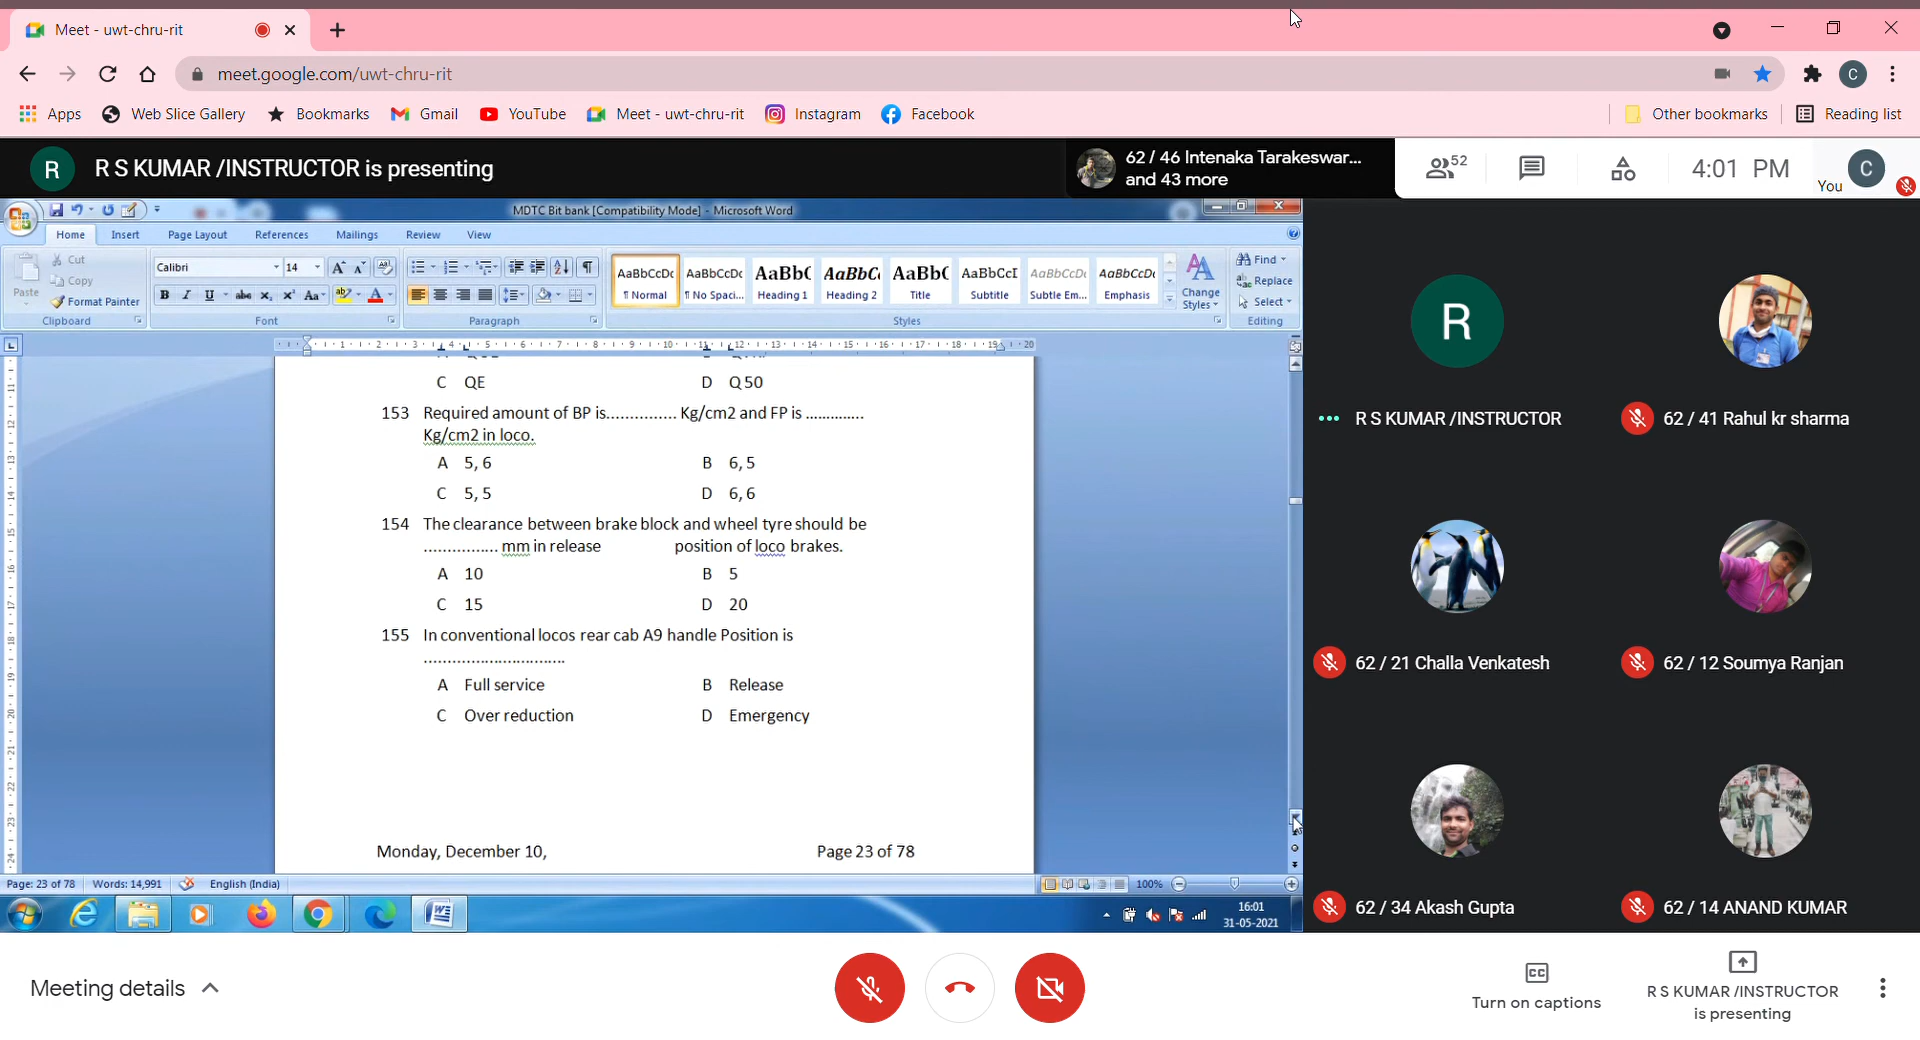 Meet - uwt-chru-rit
meet.google.com/uwt-chru-rit
C
Apps
Web Slice Gallery
Bookmarks
Gmail
YouTube
Meet - uwt-chru-rit
Instagram
Facebook
Other bookmarks
Reading list
R
R S KUMAR /INSTRUCTOR is presenting
62 / 46 Intenaka Tarakeswar...
and 43 more
52
4:01 PM
You
C
MDTC Bit bank [Compatibility Mode] - Microsoft Word
Home
Insert
Page Layout
References
Mailings
Review
View
Paste
Cut
Copy
Format Painter
Clipboard
Calibri
14
Font
Paragraph
AaBbCcDc
¶ Normal
AaBbCcDc
¶ No Spaci...
AaBbC
Heading 1
AaBbCc
Heading 2
AaBbC
Title
AaBbCcI
Subtitle
AaBbCcDc
Subtle Em...
AaBbCcDc
Emphasis
Change
Styles
Styles
Find
Replace
Select
Editing
C QE D Q 50
153 Required amount of BP is............... Kg/cm2 and FP is .............
Kg/cm2 in loco.
A 5, 6 B 6, 5
C 5, 5 D 6, 6
154 The clearance between brake block and wheel tyre should be
................ mm in release position of loco brakes.
A 10 B 5
C 15 D 20
155 In conventional locos rear cab A9 handle Position is
..............................
A Full service B Release
C Over reduction D Emergency
Monday, December 10, Page 23 of 78
Page: 23 of 78
Words: 14,991
English (India)
100%
16:01
31-05-2021
R
R S KUMAR /INSTRUCTOR
62 / 41 Rahul kr sharma
62 / 21 Challa Venkatesh
62 / 12 Soumya Ranjan
62 / 34 Akash Gupta
62 / 14 ANAND KUMAR
Meeting details
Turn on captions
R S KUMAR /INSTRUCTOR
is presenting